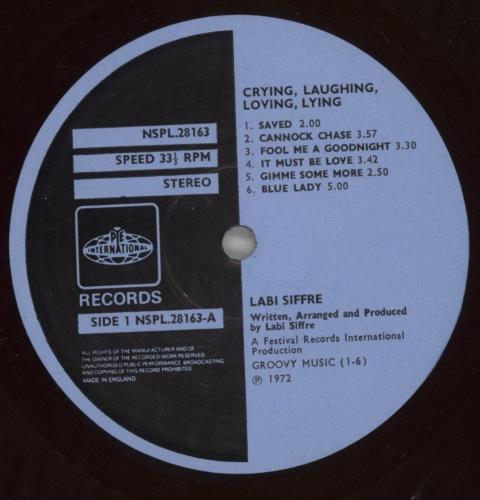 NSPL.28163
SPEED 33⅓ RPM
STEREO
PYE
INTERNATIONAL
RECORDS
SIDE 1 NSPL.28163-A
ALL RIGHTS OF THE MANUFACTURER AND OF
THE OWNER OF THE RECORDED WORK RESERVED
UNAUTHORISED PUBLIC PERFORMANCE BROADCASTING
AND COPYING OF THIS RECORD PROHIBITED
MADE IN ENGLAND
CRYING, LAUGHING,
LOVING, LYING
1. SAVED 2.00
2. CANNOCK CHASE 3.57
3. FOOL ME A GOODNIGHT 3.30
4. IT MUST BE LOVE 3.42
5. GIMME SOME MORE 2.50
6. BLUE LADY 5.00
LABI SIFFRE
Written, Arranged and Produced
by Labi Siffre
A Festival Records International
Production
GROOVY MUSIC (1-6)
Ⓟ 1972